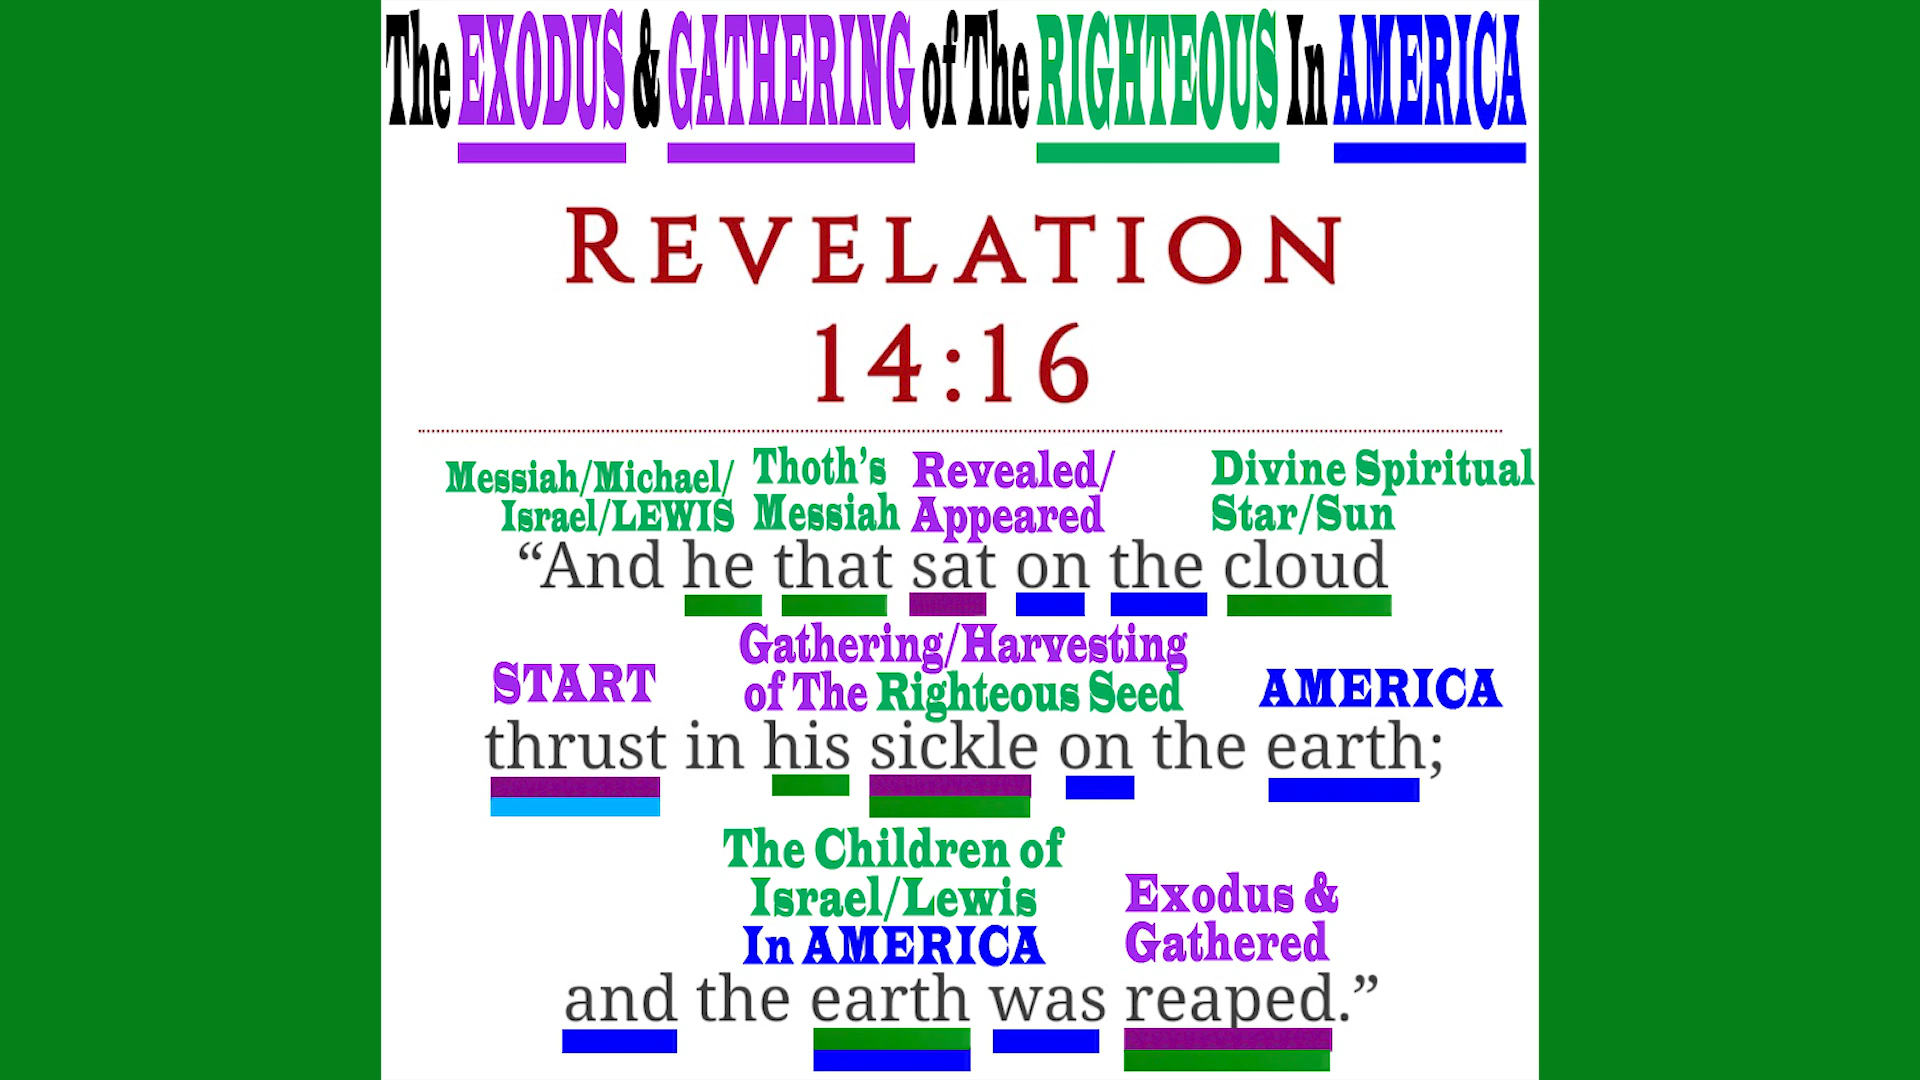 The EXODUS & GATHERING of The RIGHTEOUS In AMERICA
REVELATION
14:16
Messiah/Michael/ Thoth's Revealed/ Divine Spiritual
Israel/LEWIS Messiah Appeared Star/Sun
“And he that sat on the cloud
Gathering/Harvesting
START of The Righteous Seed AMERICA
thrust in his sickle on the earth;
The Children of
Israel/Lewis Exodus &
In AMERICA Gathered
and the earth was reaped.”